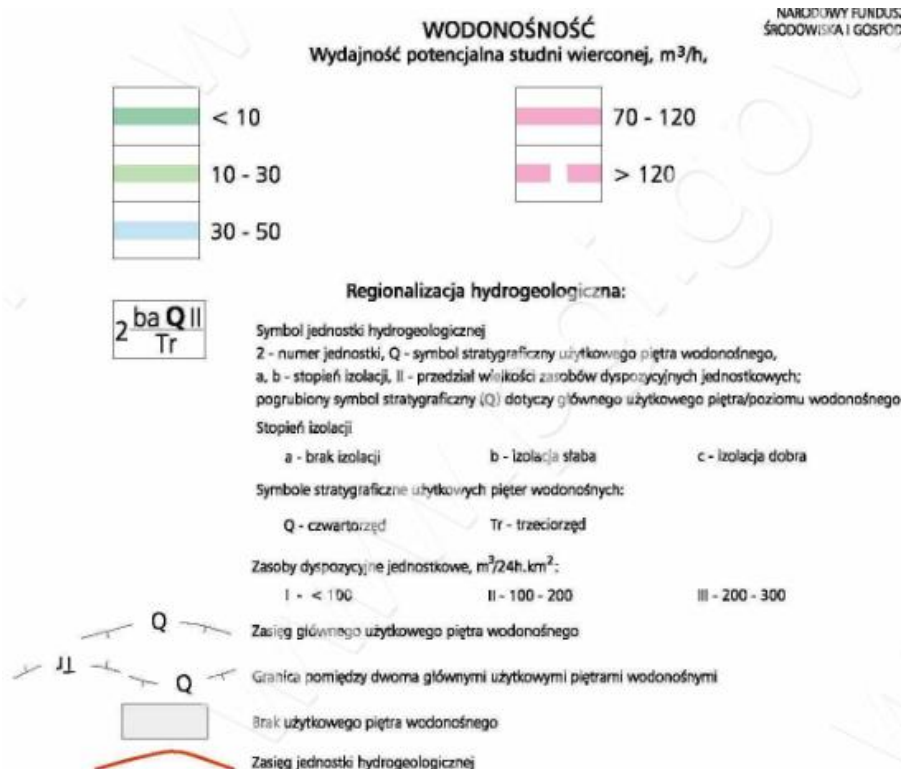 NARODOWY FUNDUSZ
WODONOŚNOŚĆ
ŚRODOWISKA I GOSPOD
Wydajność potencjalna studni wierconej, m³/h,
< 10
70 - 120
10 - 30
> 120
30 - 50
Regionalizacja hydrogeologiczna:
2 ba Q II
Tr
Symbol jednostki hydrogeologicznej
2 - numer jednostki, Q - symbol stratygraficzny użytkowego piętra wodonośnego,
a, b - stopień izolacji, II - przedział wielkości zasobów dyspozycyjnych jednostkowych;
pogrubiony symbol stratygraficzny (Q) dotyczy głównego użytkowego piętra/poziomu wodonośnego
Stopień izolacji
a - brak izolacji b - izolacja słaba c - izolacja dobra
Symbole stratygraficzne użytkowych pięter wodonośnych:
Q - czwartorzęd Tr - trzeciorzęd
Zasoby dyspozycyjne jednostkowe, m³/24h.km²:
I - < 100 II - 100 - 200 III - 200 - 300
Q
Zasięg głównego użytkowego piętra wodonośnego
Tr
Q
Granica pomiędzy dwoma głównymi użytkowymi piętrami wodonośnymi
Brak użytkowego piętra wodonośnego
Zasięg jednostki hydrogeologicznej